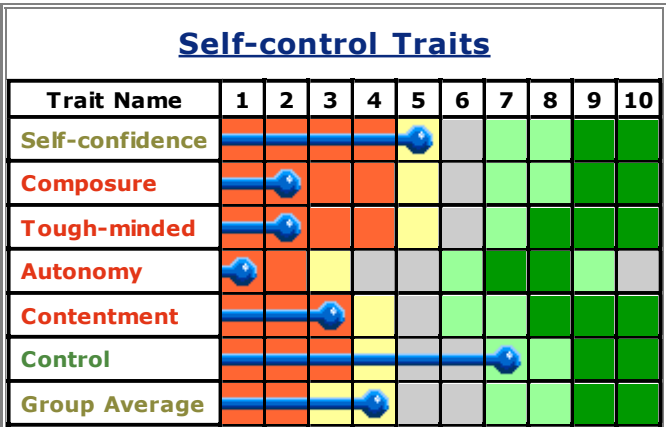 Self-control Traits
Trait Name 1 2 3 4 5 6 7 8 9 10
Self-confidence
Composure
Tough-minded
Autonomy
Contentment
Control
Group Average